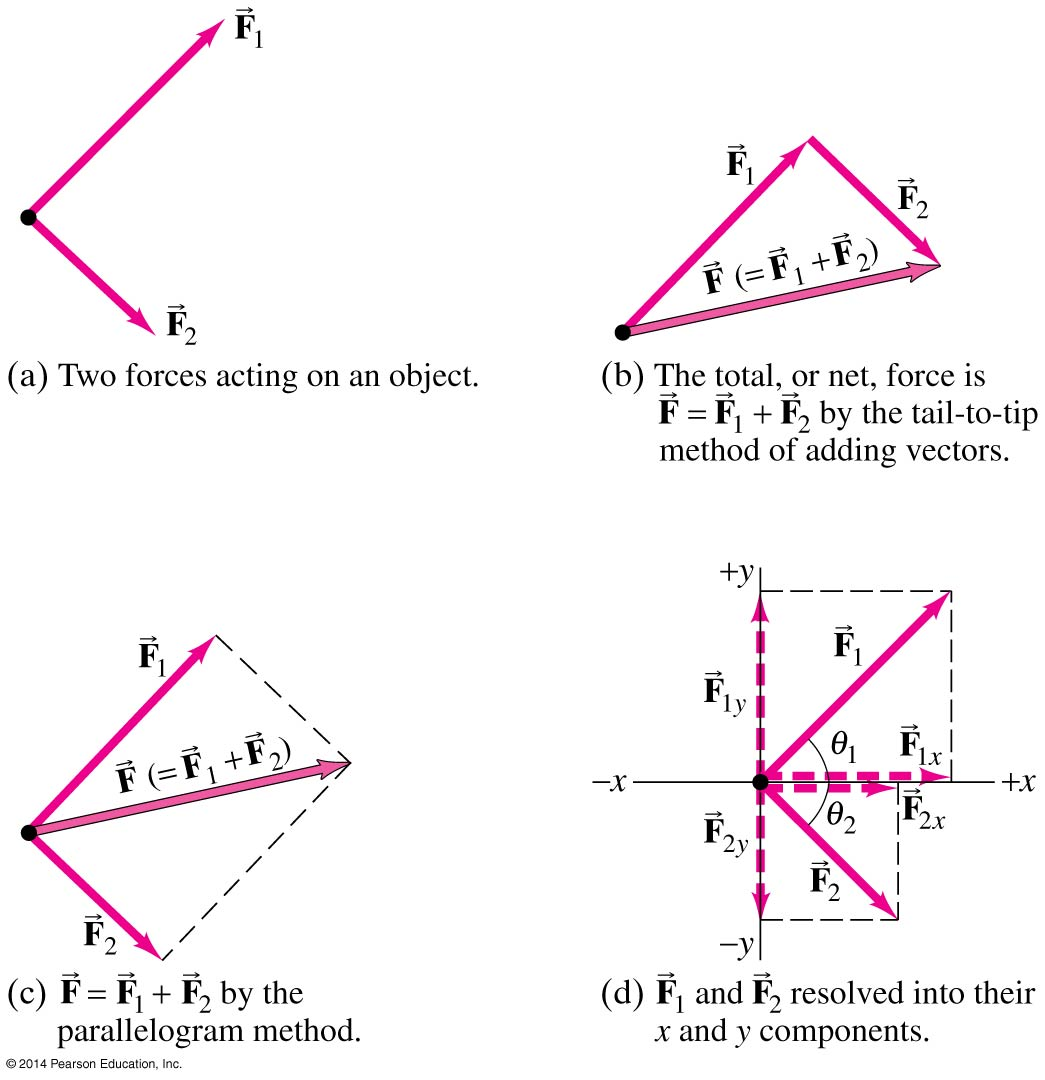 F⃗₁
F⃗₂
(a) Two forces acting on an object.
F⃗₁
F⃗₂
F⃗ (= F⃗₁ + F⃗₂)
(b) The total, or net, force is
F⃗ = F⃗₁ + F⃗₂ by the tail-to-tip
method of adding vectors.
F⃗₁
F⃗ (= F⃗₁ + F⃗₂)
F⃗₂
(c) F⃗ = F⃗₁ + F⃗₂ by the
parallelogram method.
+y
F⃗₁
F⃗₁y
θ₁
F⃗₁x
−x
+x
θ₂
F⃗₂x
F⃗₂y
F⃗₂
−y
(d) F⃗₁ and F⃗₂ resolved into their
x and y components.
© 2014 Pearson Education, Inc.